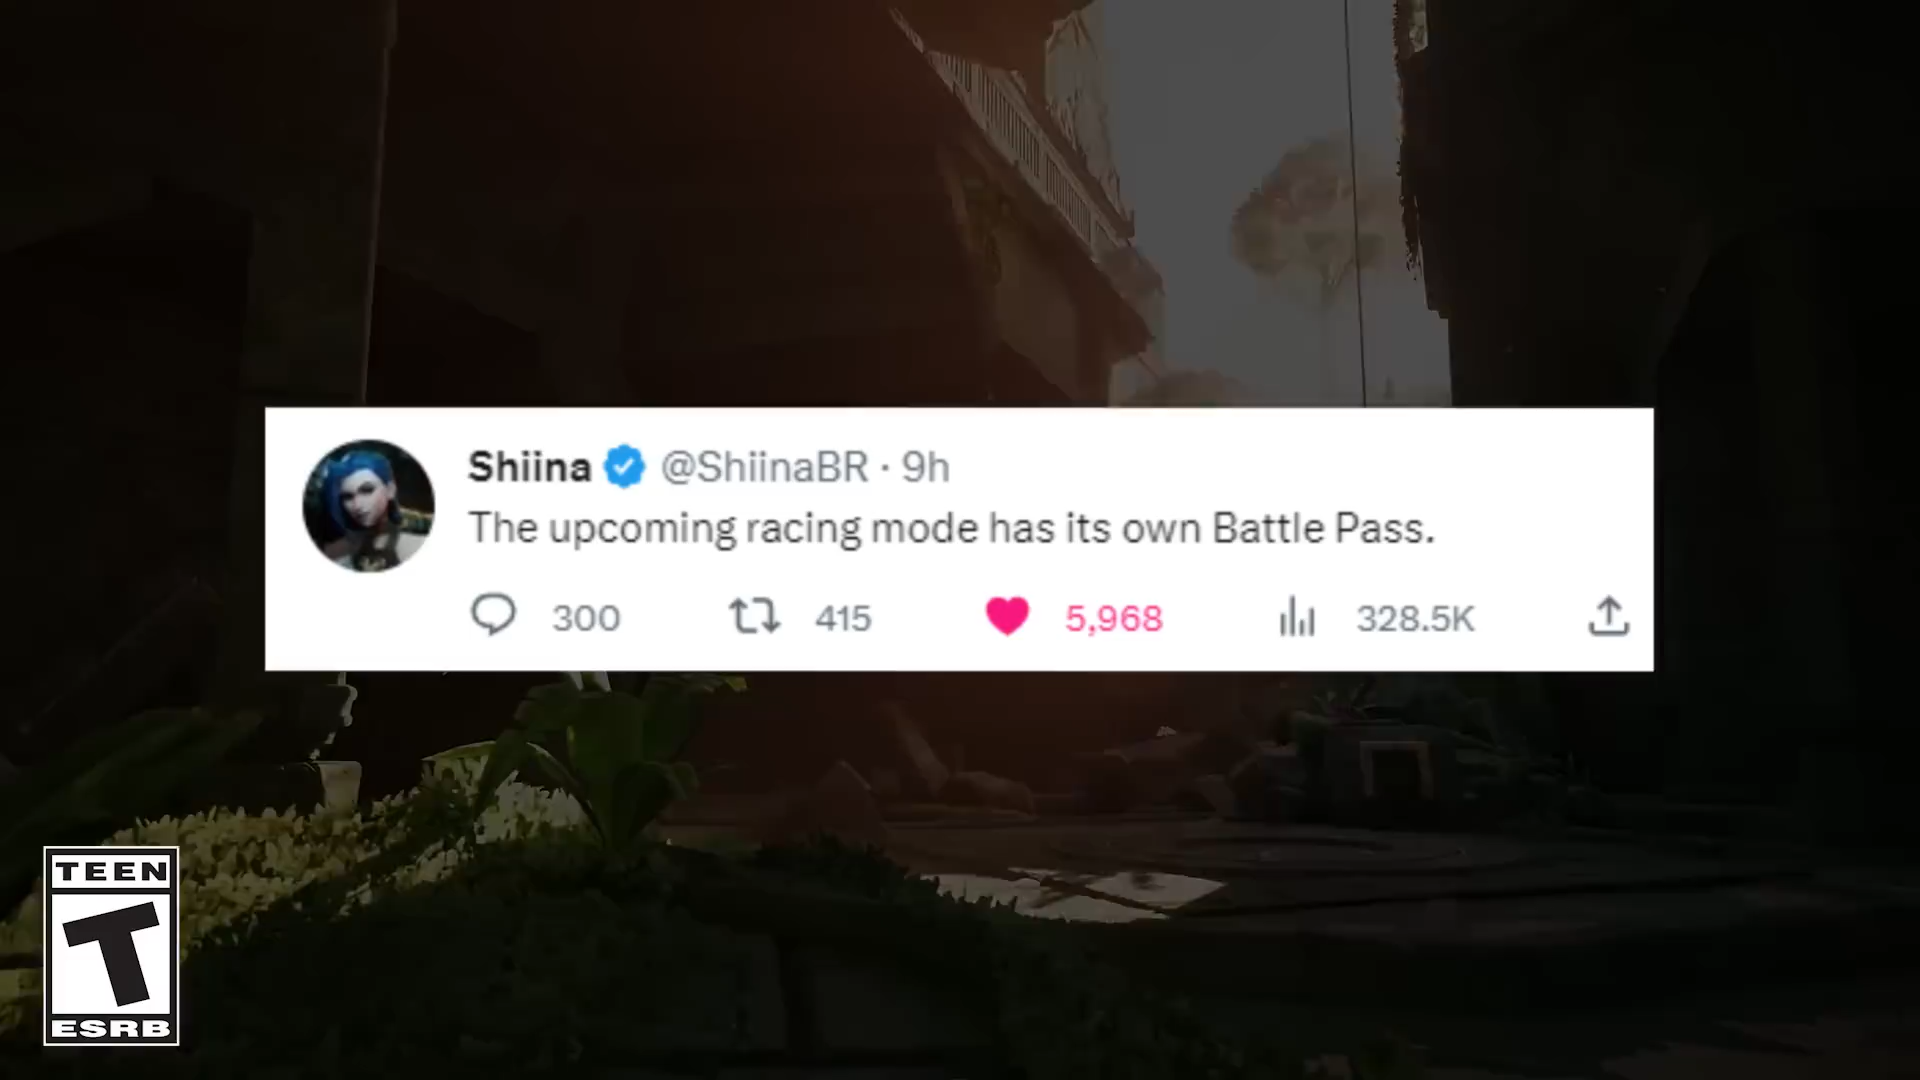 Shiina @ShiinaBR · 9h
The upcoming racing mode has its own Battle Pass.
300 415 5,968 328.5K
TEEN
T
ESRB